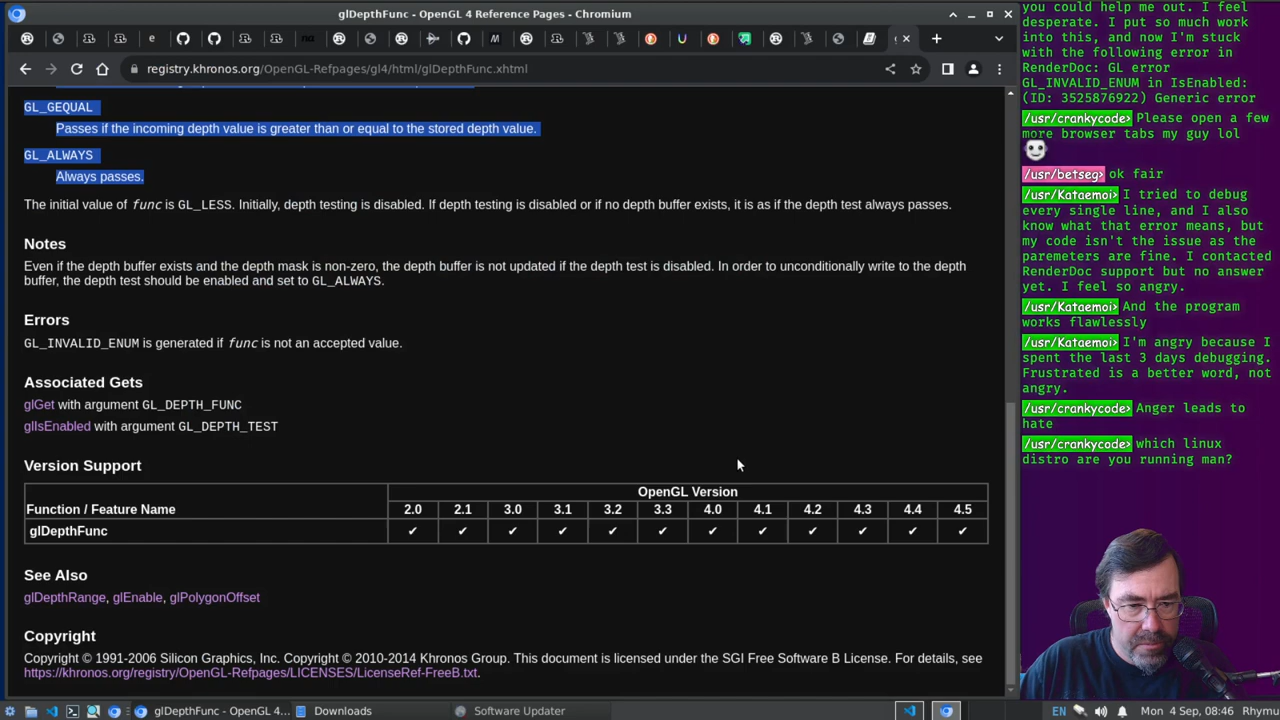 glDepthFunc - OpenGL 4 Reference Pages - Chromium
registry.khronos.org/OpenGL-Refpages/gl4/html/glDepthFunc.xhtml
GL_GEQUAL
Passes if the incoming depth value is greater than or equal to the stored depth value.
GL_ALWAYS
Always passes.
The initial value of func is GL_LESS. Initially, depth testing is disabled. If depth testing is disabled or if no depth buffer exists, it is as if the depth test always passes.
Notes
Even if the depth buffer exists and the depth mask is non-zero, the depth buffer is not updated if the depth test is disabled. In order to unconditionally write to the depth
buffer, the depth test should be enabled and set to GL_ALWAYS.
Errors
GL_INVALID_ENUM is generated if func is not an accepted value.
Associated Gets
glGet with argument GL_DEPTH_FUNC
glIsEnabled with argument GL_DEPTH_TEST
Version Support
OpenGL Version
Function / Feature Name 2.0 2.1 3.0 3.1 3.2 3.3 4.0 4.1 4.2 4.3 4.4 4.5
glDepthFunc ✔ ✔ ✔ ✔ ✔ ✔ ✔ ✔ ✔ ✔ ✔ ✔
See Also
glDepthRange, glEnable, glPolygonOffset
Copyright
Copyright © 1991-2006 Silicon Graphics, Inc. Copyright © 2010-2014 Khronos Group. This document is licensed under the SGI Free Software B License. For details, see
https://khronos.org/registry/OpenGL-Refpages/LICENSES/LicenseRef-FreeB.txt.
you could help me out. I feel
desperate. I put so much work
into this, and now I'm stuck
with the following error in
RenderDoc: GL error
GL_INVALID_ENUM in IsEnabled:
(ID: 3525876922) Generic error
/usr/crankycode> Please open a few
more browser tabs my guy lol
/usr/betseg> ok fair
/usr/Kataemoi> I tried to debug
every single line, and I also
know what that error means, but
my code isn't the issue as the
paremeters are fine. I contacted
RenderDoc support but no answer
yet. I feel so angry.
/usr/Kataemoi> And the program
works flawlessly
/usr/Kataemoi> I'm angry because I
spent the last 3 days debugging.
Frustrated is a better word, not
angry.
/usr/crankycode> Anger leads to
hate
/usr/crankycode> which linux
distro are you running man?
glDepthFunc - OpenGL 4... Downloads Software Updater EN Mon 4 Sep, 08:46 Rhymu